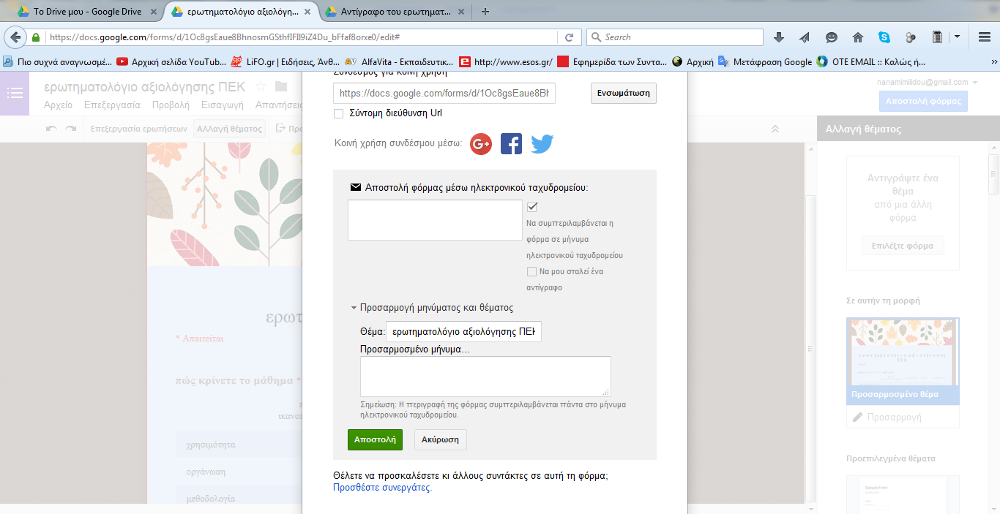 Το Drive μου - Google Drive
ερωτηματολόγιο αξιολόγη...
Αντίγραφο του ερωτηματ...
https://docs.google.com/forms/d/1Oc8gsEaue8BhnosmGSthfIFIl9iZ4Du_bFfaf8orxe0/edit#
Search
Πιο συχνά αναγνωσμέ...
Αρχική σελίδα YouTub...
LiFO.gr | Ειδήσεις, Άνθ...
AlfaVita - Εκπαιδευτικ...
http://www.esos.gr/
Εφημερίδα των Συντα...
Αρχική
Μετάφραση Google
OTE EMAIL :: Καλώς ή...
ερωτηματολόγιο αξιολόγησης ΠΕΚ
nanamimilidou@gmail.com
Αρχείο Επεξεργασία Προβολή Εισαγωγή Απαντήσεις
Αποστολή φόρμας
Επεξεργασία ερωτήσεων
Αλλαγή θέματος
Προ
Αλλαγή θέματος
Σύνδεσμος για κοινή χρήση
https://docs.google.com/forms/d/1Oc8gsEaue8Bh
Ενσωμάτωση
Σύντομη διεύθυνση Url
Κοινή χρήση συνδέσμου μέσω:
Αποστολή φόρμας μέσω ηλεκτρονικού ταχυδρομείου:
Να συμπεριλαμβάνεται η
φόρμα σε μήνυμα
ηλεκτρονικού ταχυδρομείου
Να μου σταλεί ένα
αντίγραφο
Προσαρμογή μηνύματος και θέματος
Θέμα:
ερωτηματολόγιο αξιολόγησης ΠΕΚ
Προσαρμοσμένο μήνυμα…
Σημείωση: Η περιγραφή της φόρμας συμπεριλαμβάνεται πάντα στο μήνυμα
ηλεκτρονικού ταχυδρομείου.
Αποστολή
Ακύρωση
Θέλετε να προσκαλέσετε κι άλλους συντάκτες σε αυτή τη φόρμα;
Προσθέστε συνεργάτες.
ερωτ
* Απαιτείται
πώς κρίνετε το μάθημα *
ικανοπ
χρησιμότητα
οργάνωαη
μεθοδολογία
Αντιγράψτε ένα
θέμα
από μια άλλη
φόρμα
Επιλέξτε φόρμα
Σε αυτήν τη μορφή
Προσαρμοσμένο θέμα
Προσαρμογή
Προεπιλεγμένα θέματα